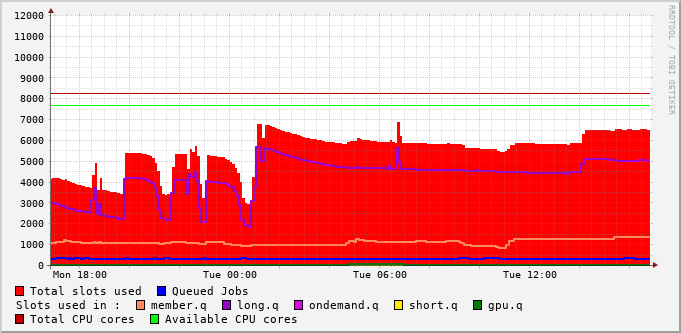 12000
11000
10000
9000
8000
7000
6000
5000
4000
3000
2000
1000
0
Mon 18:00 Tue 00:00 Tue 06:00 Tue 12:00
RRDTOOL / TOBI OETIKER
Total slots used Queued Jobs
Slots used in : member.q long.q ondemand.q short.q gpu.q
Total CPU cores Available CPU cores